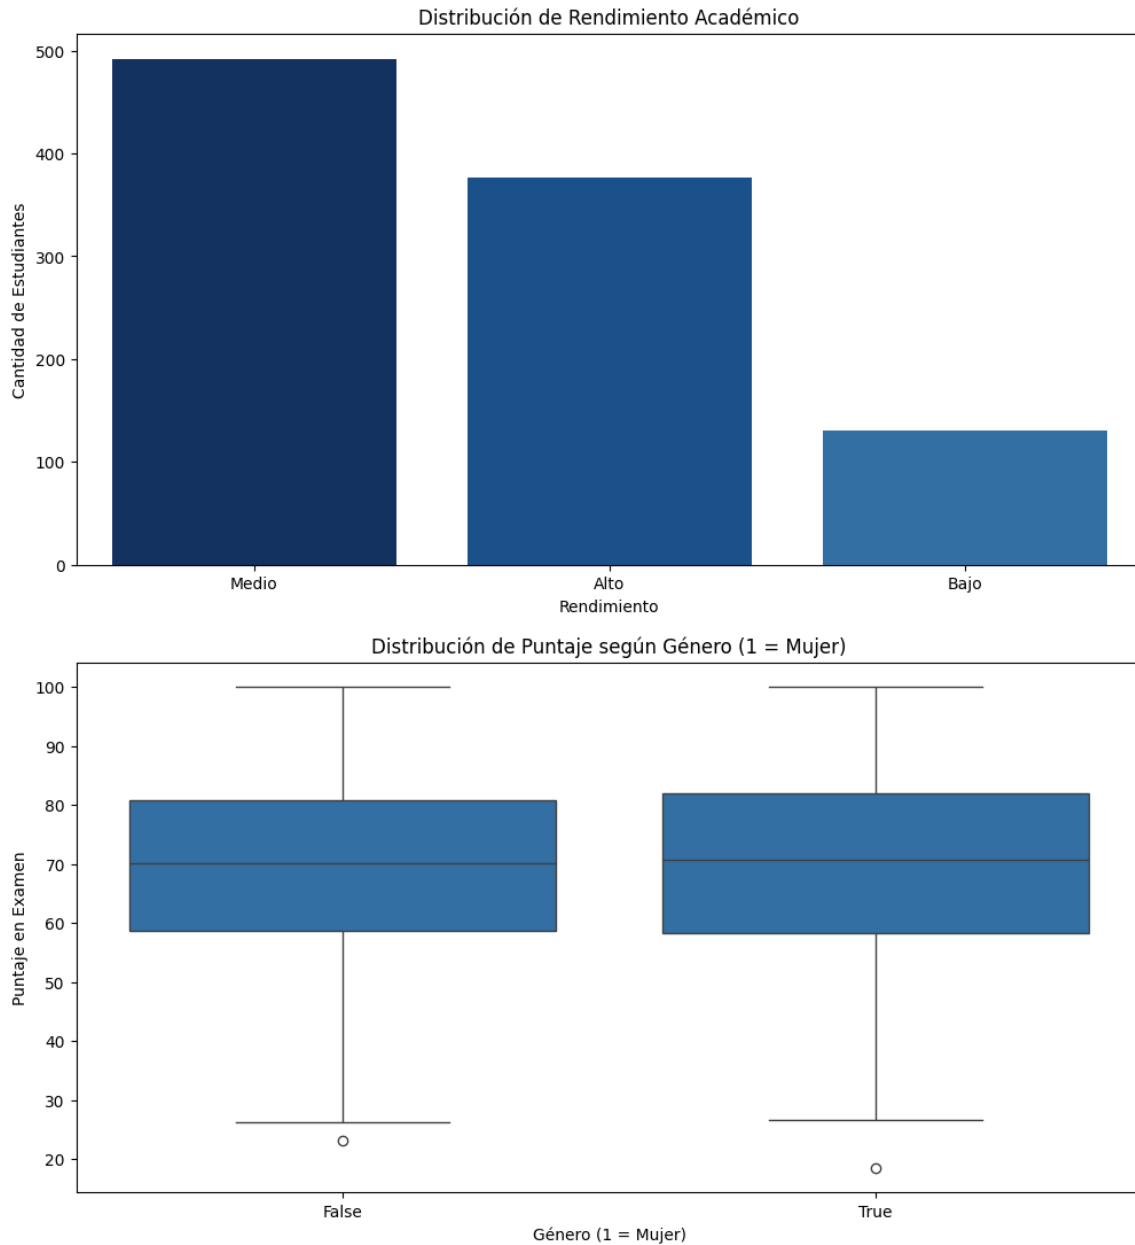 Distribución de Rendimiento Académico
500
400
300
200
100
0
Cantidad de Estudiantes
Medio
Alto
Bajo
Rendimiento
Distribución de Puntaje según Género (1 = Mujer)
100
90
80
70
60
50
40
30
20
Puntaje en Examen
False
True
Género (1 = Mujer)